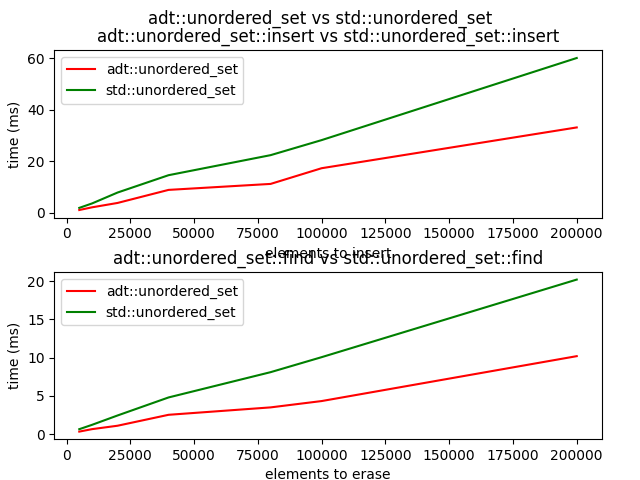 adt::unordered_set vs std::unordered_set
adt::unordered_set::insert vs std::unordered_set::insert
adt::unordered_set
std::unordered_set
time (ms)
60
40
20
0
0 25000 50000 75000 100000 125000 150000 175000 200000
elements to insert
adt::unordered_set::find vs std::unordered_set::find
adt::unordered_set
std::unordered_set
time (ms)
20
15
10
5
0
0 25000 50000 75000 100000 125000 150000 175000 200000
elements to erase